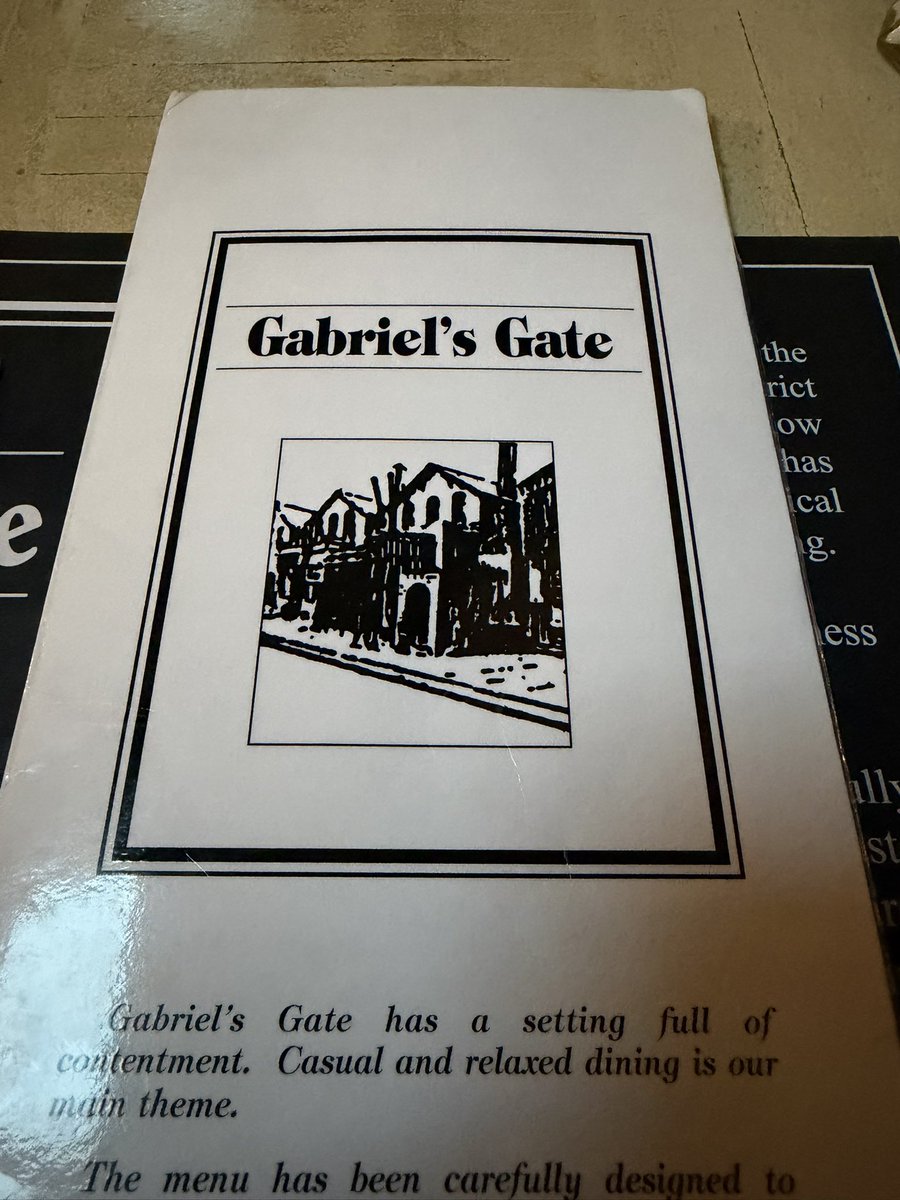 Gabriel's Gate
Gabriel's Gate has a setting full of
contentment. Casual and relaxed dining is our
main theme.
The menu has been carefully designed to
e
the
rict
ow
has
ical
g.
ess
ully
st